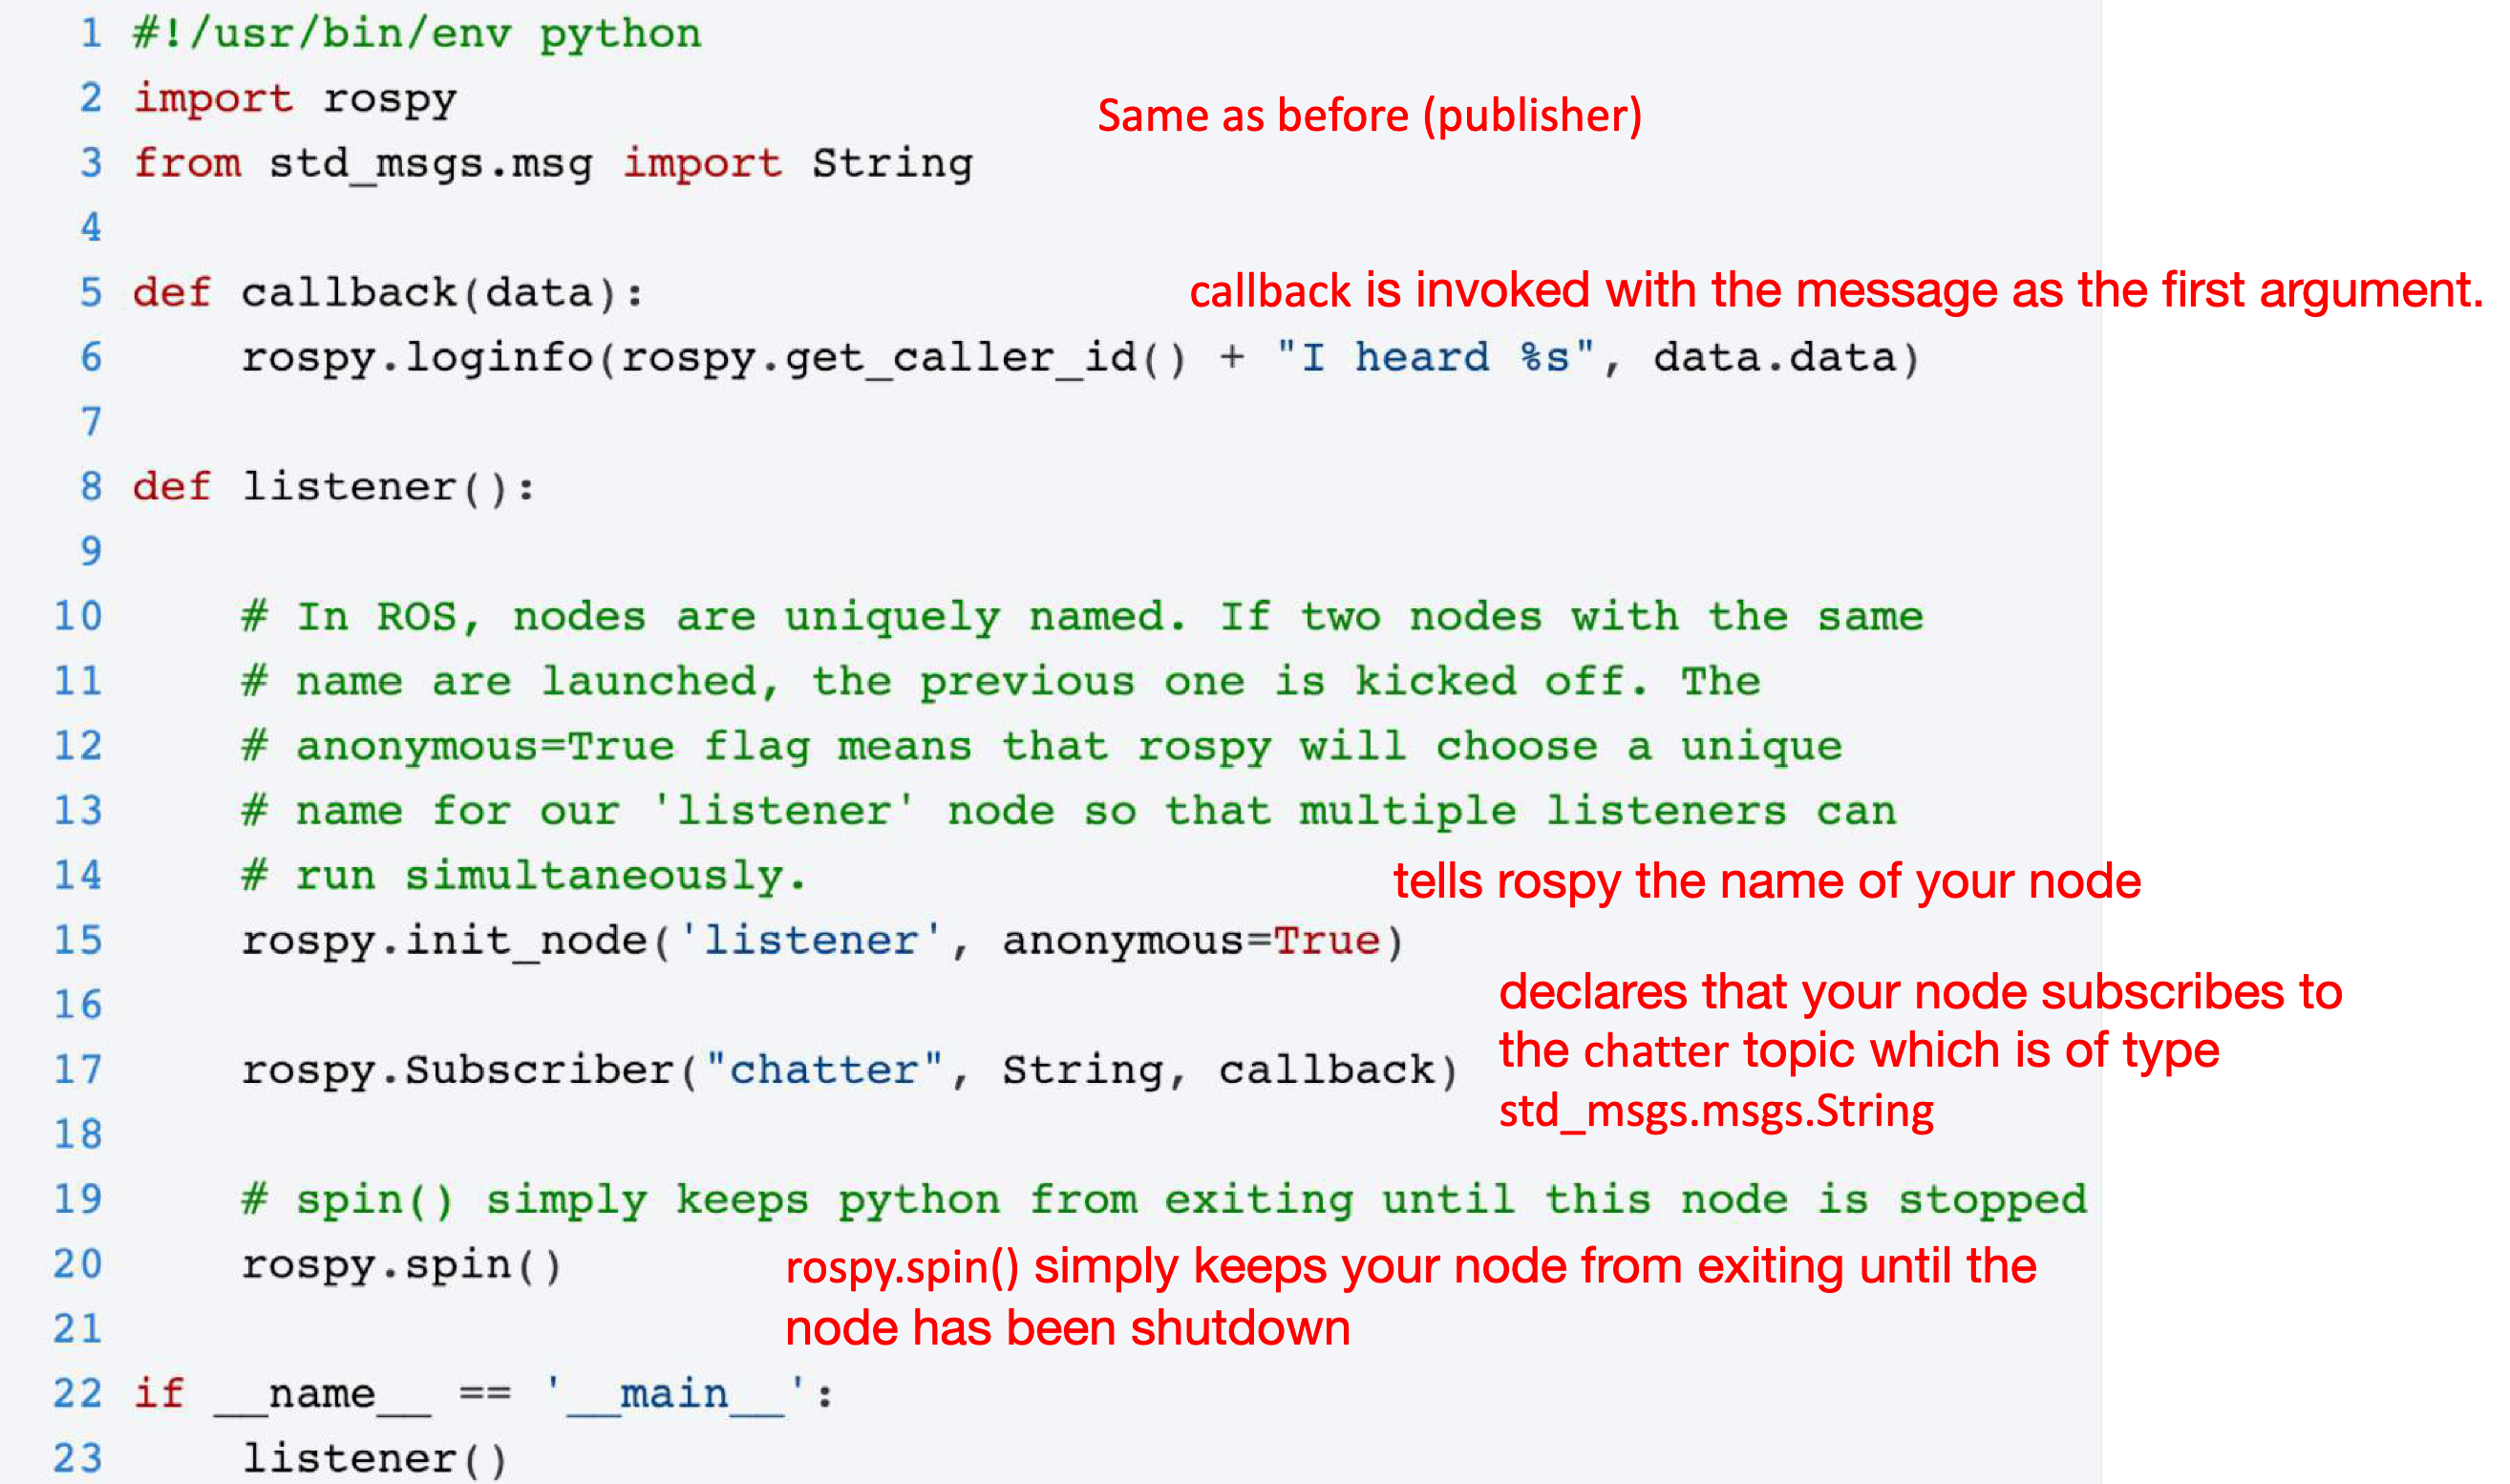 1 #!/usr/bin/env python
2 import rospy
Same as before (publisher)
3 from std_msgs.msg import String
4
5 def callback(data):
callback is invoked with the message as the first argument.
6     rospy.loginfo(rospy.get_caller_id() + "I heard %s", data.data)
7
8 def listener():
9
10     # In ROS, nodes are uniquely named. If two nodes with the same
11     # name are launched, the previous one is kicked off. The
12     # anonymous=True flag means that rospy will choose a unique
13     # name for our 'listener' node so that multiple listeners can
14     # run simultaneously.
tells rospy the name of your node
15     rospy.init_node('listener', anonymous=True)
16
declares that your node subscribes to
the chatter topic which is of type
std_msgs.msgs.String
17     rospy.Subscriber("chatter", String, callback)
18
19     # spin() simply keeps python from exiting until this node is stopped
20     rospy.spin()
rospy.spin() simply keeps your node from exiting until the
node has been shutdown
21
22 if __name__ == '__main__':
23     listener()